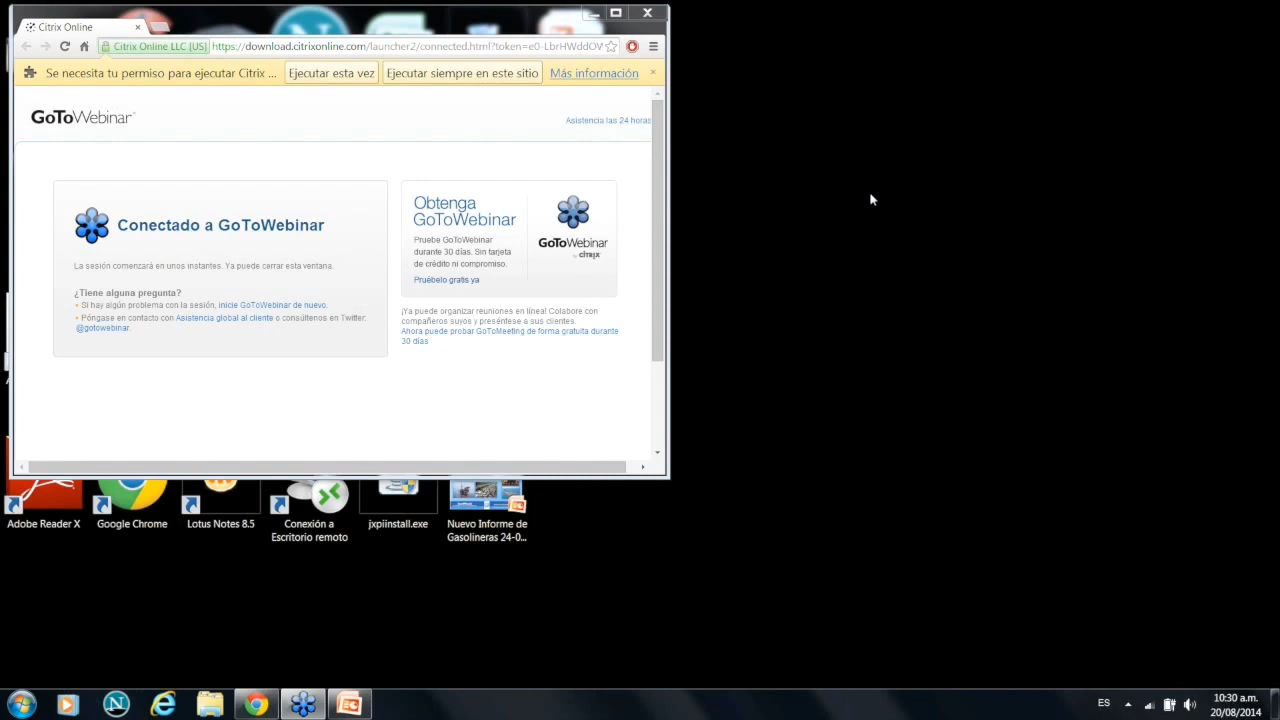 Citrix Online
Citrix Online LLC [US] https://download.citrixonline.com/launcher2/connected.html?token=e0-LbrHWddOW
Se necesita tu permiso para ejecutar Citrix ... Ejecutar esta vez Ejecutar siempre en este sitio Más información
GoToWebinar
Asistencia las 24 horas
Conectado a GoToWebinar
La sesión comenzará en unos instantes. Ya puede cerrar esta ventana.
¿Tiene alguna pregunta?
Si hay algún problema con la sesión, inicie GoToWebinar de nuevo.
Póngase en contacto con Asistencia global al cliente o consúltenos en Twitter:
@gotowebinar.
Obtenga
GoToWebinar
Pruebe GoToWebinar
durante 30 días. Sin tarjeta
de crédito ni compromiso.
Pruébelo gratis ya
GoToWebinar
by citrix
¡Ya puede organizar reuniones en línea! Colabore con
compañeros suyos y preséntese a sus clientes.
Ahora puede probar GoToMeeting de forma gratuita durante
30 días
Adobe Reader X
Google Chrome
Lotus Notes 8.5
Conexión a
Escritorio remoto
jxpiinstall.exe
Nuevo Informe de
Gasolineras 24-0...
ES
10:30 a.m.
20/08/2014